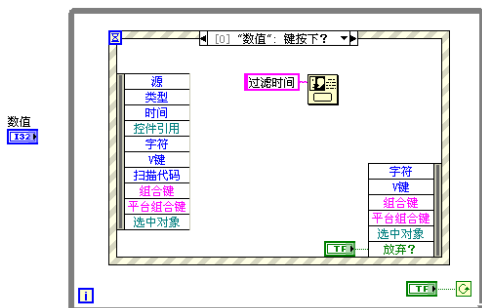 [0] "数值": 键按下?
源
类型
时间
控件引用
字符
V键
扫描代码
组合键
平台组合键
选中对象
过滤时间
数值
I32
字符
V键
组合键
平台组合键
选中对象
放弃?
TF
TF
i